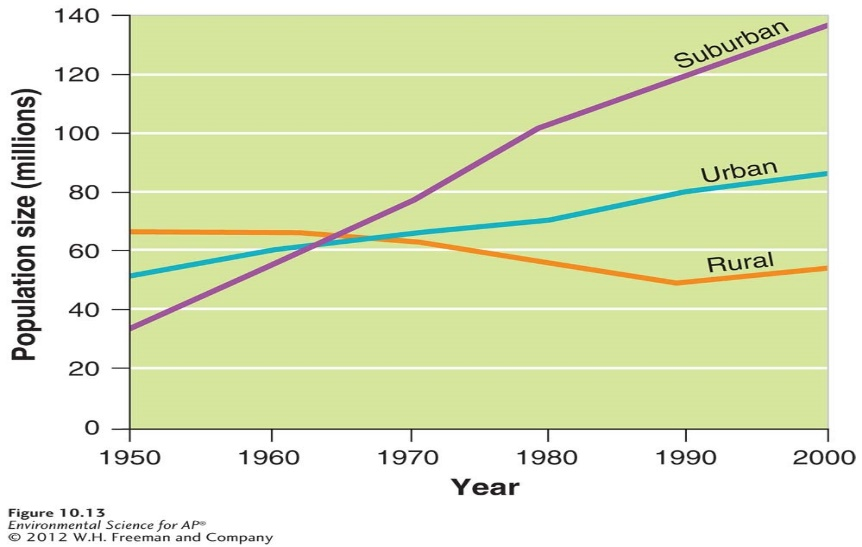 140
120
100
80
60
40
20
0
Population size (millions)
Suburban
Urban
Rural
1950 1960 1970 1980 1990 2000
Year
Figure 10.13
Environmental Science for AP®
© 2012 W.H. Freeman and Company